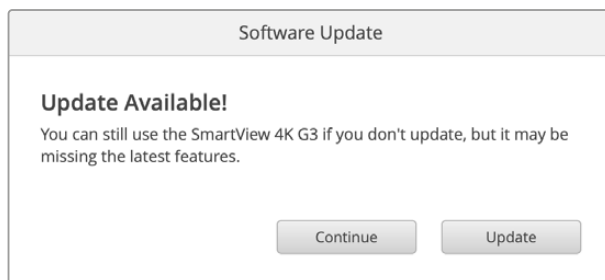 Software Update
Update Available!
You can still use the SmartView 4K G3 if you don't update, but it may be
missing the latest features.
Continue Update